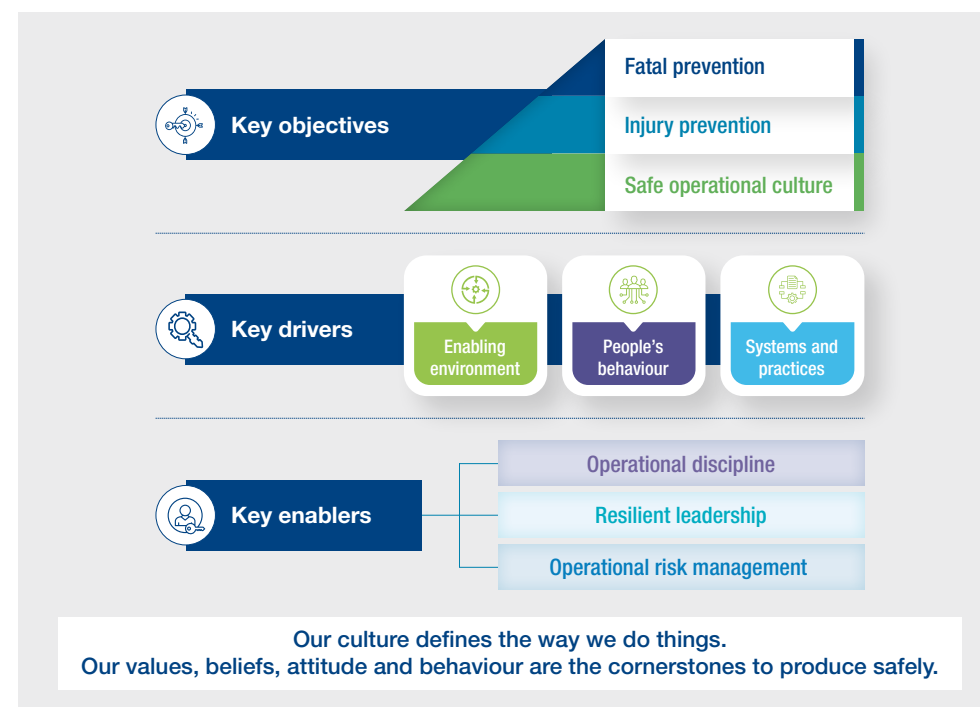 Key objectives
Fatal prevention
Injury prevention
Safe operational culture
Key drivers
Enabling
environment
People's
behaviour
Systems and
practices
Key enablers
Operational discipline
Resilient leadership
Operational risk management
Our culture defines the way we do things.
Our values, beliefs, attitude and behaviour are the cornerstones to produce safely.